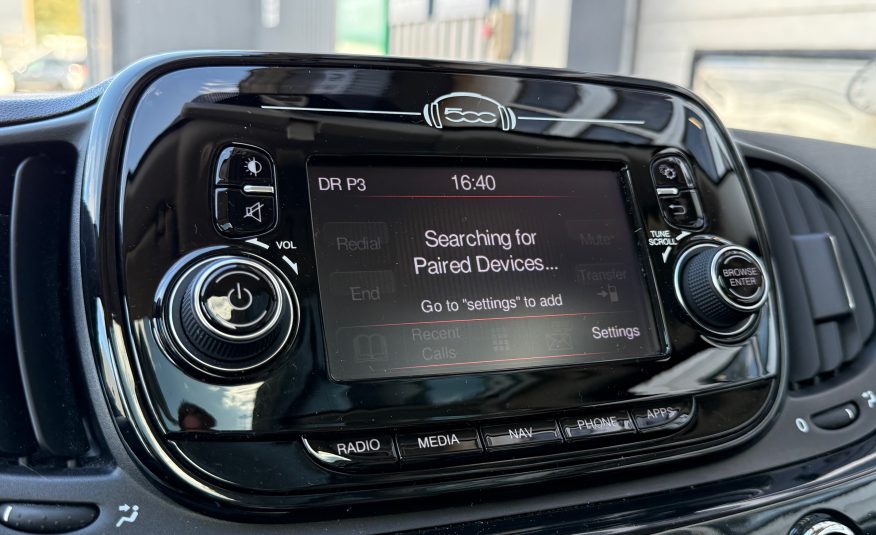 500
DR P3 16:40
VOL
TUNE
SCROLL
Redial
Searching for
Paired Devices...
Mute
End
Transfer
Go to "settings" to add
Recent
Calls
Settings
BROWSE
ENTER
RADIO
MEDIA
NAV
PHONE
APPS
0